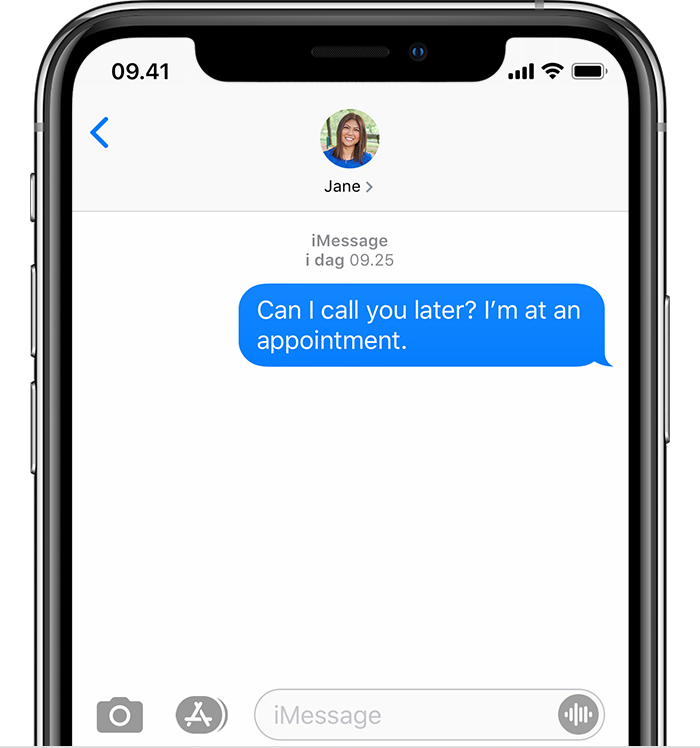 09.41
Jane
iMessage
i dag 09.25
Can I call you later? I’m at an
appointment.
iMessage